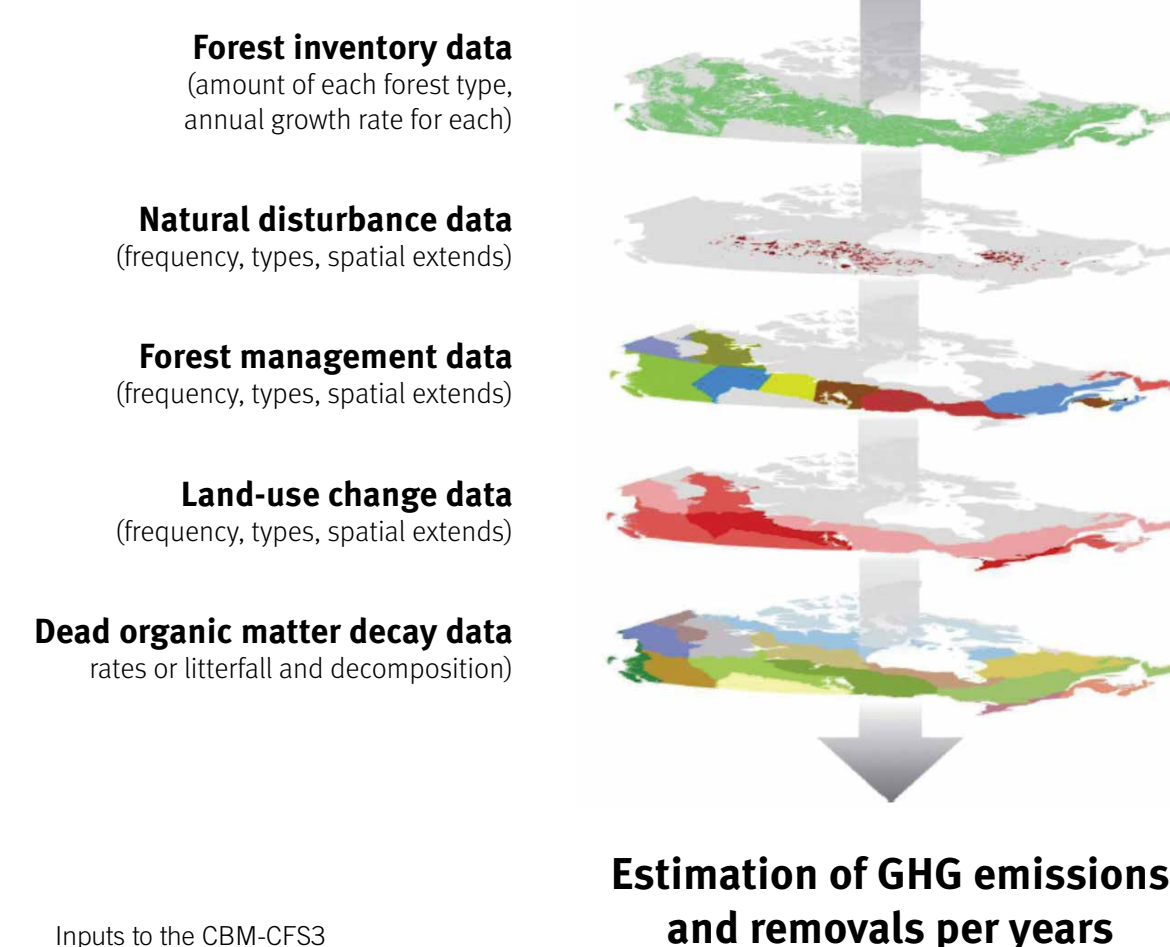 Forest inventory data
(amount of each forest type,
annual growth rate for each)
Natural disturbance data
(frequency, types, spatial extends)
Forest management data
(frequency, types, spatial extends)
Land-use change data
(frequency, types, spatial extends)
Dead organic matter decay data
rates or litterfall and decomposition)
Estimation of GHG emissions
and removals per years
Inputs to the CBM-CFS3